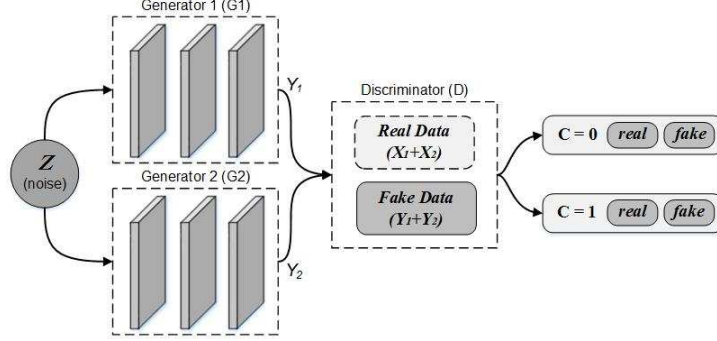 Generator 1 (G1)
Y1
Discriminator (D)
Z
(noise)
Real Data
(X1+X2)
Fake Data
(Y1+Y2)
C = 0 real fake
C = 1 real fake
Generator 2 (G2)
Y2